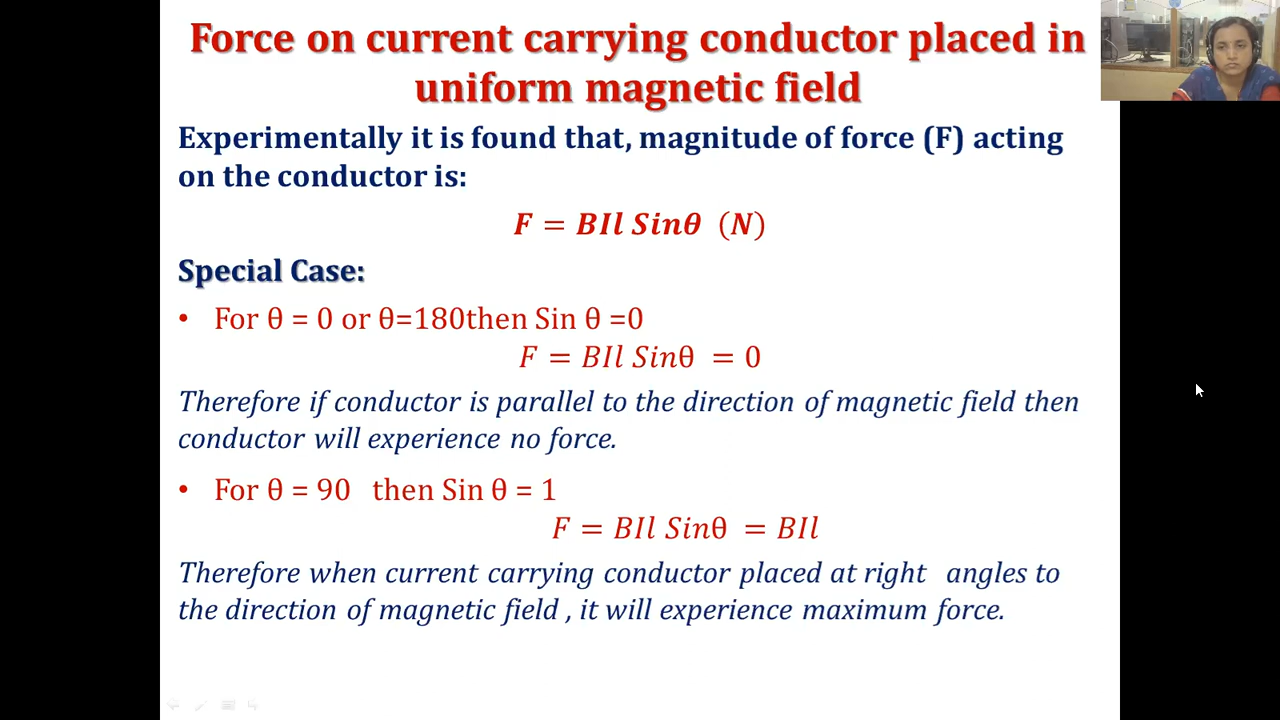 Force on current carrying conductor placed in
uniform magnetic field
Experimentally it is found that, magnitude of force (F) acting
on the conductor is:
F = BIl Sinθ (N)
Special Case:
• For θ = 0 or θ=180then Sin θ =0
F = BIl Sinθ = 0
Therefore if conductor is parallel to the direction of magnetic field then
conductor will experience no force.
• For θ = 90 then Sin θ = 1
F = BIl Sinθ = BIl
Therefore when current carrying conductor placed at right angles to
the direction of magnetic field , it will experience maximum force.